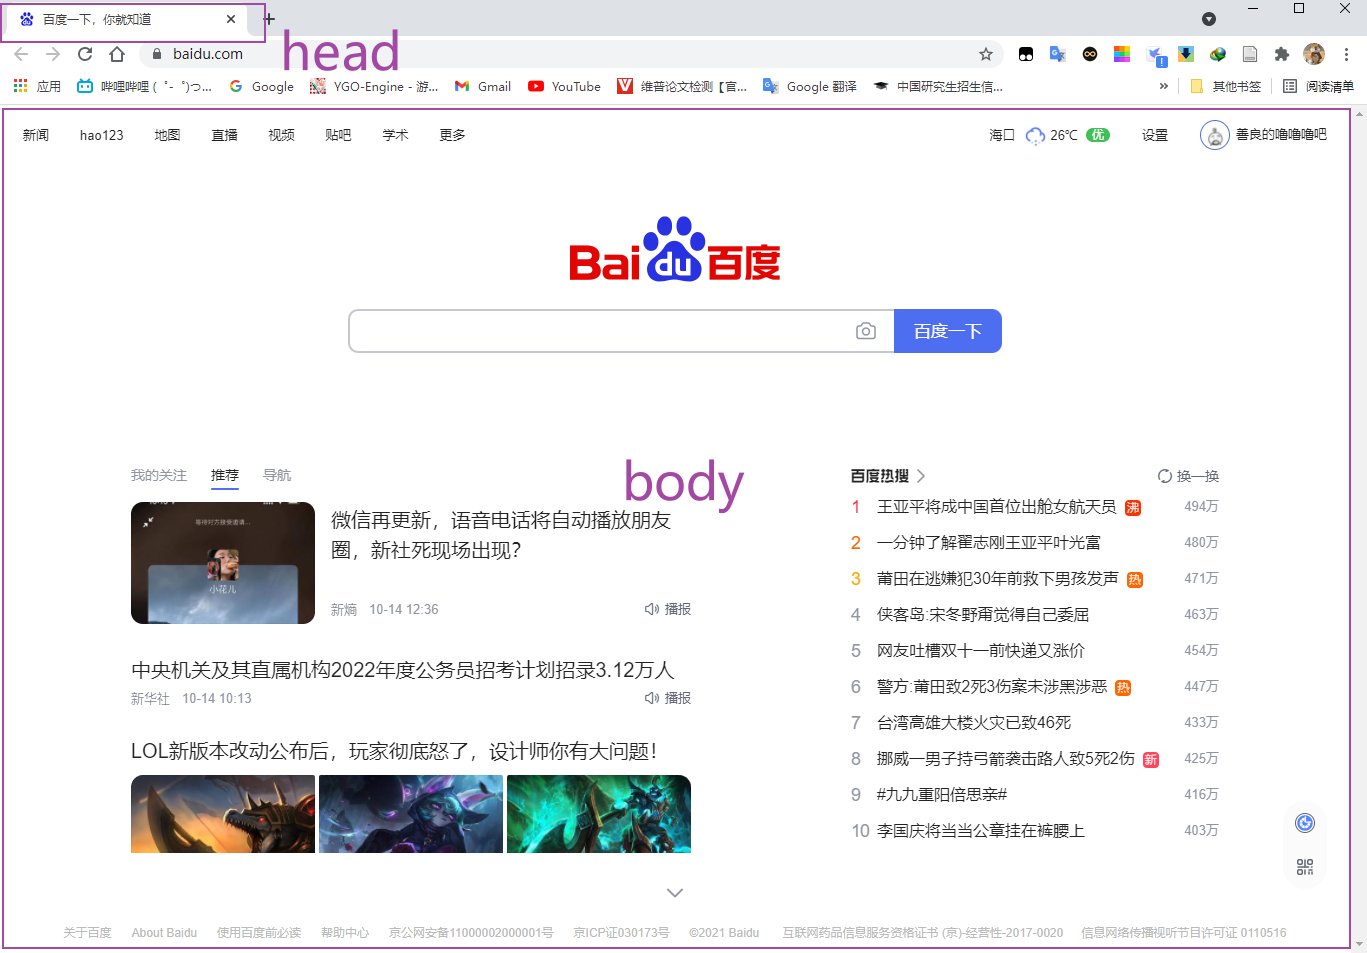 百度一下，你就知道
head
baidu.com
应用 哔哩哔哩 (゜-゜)つ... Google YGO-Engine - 游... Gmail YouTube 维普论文检测【官... Google 翻译 中国研究生招生信... » 其他书签 阅读清单
新闻 hao123 地图 直播 视频 贴吧 学术 更多 海口 26℃ 优 设置 善良的噜噜噜吧
Bai du 百度
百度一下
body
我的关注 推荐 导航
等待对方接受邀请...
小花儿
微信再更新，语音电话将自动播放朋友
圈，新社死现场出现？
新熵 10-14 12:36 播报
中央机关及其直属机构2022年度公务员招考计划招录3.12万人
新华社 10-14 10:13 播报
LOL新版本改动公布后，玩家彻底怒了，设计师你有大问题！
百度热搜 换一换
1 王亚平将成中国首位出舱女航天员 沸 494万
2 一分钟了解翟志刚王亚平叶光富 480万
3 莆田在逃嫌犯30年前救下男孩发声 热 471万
4 侠客岛:宋冬野甭觉得自己委屈 463万
5 网友吐槽双十一前快递又涨价 454万
6 警方:莆田致2死3伤案未涉黑涉恶 热 447万
7 台湾高雄大楼火灾已致46死 433万
8 挪威一男子持弓箭袭击路人致5死2伤 新 425万
9 #九九重阳倍思亲# 416万
10 李国庆将当当公章挂在裤腰上 403万
关于百度 About Baidu 使用百度前必读 帮助中心 京公网安备11000002000001号 京ICP证030173号 ©2021 Baidu 互联网药品信息服务资格证书 (京)-经营性-2017-0020 信息网络传播视听节目许可证 0110516